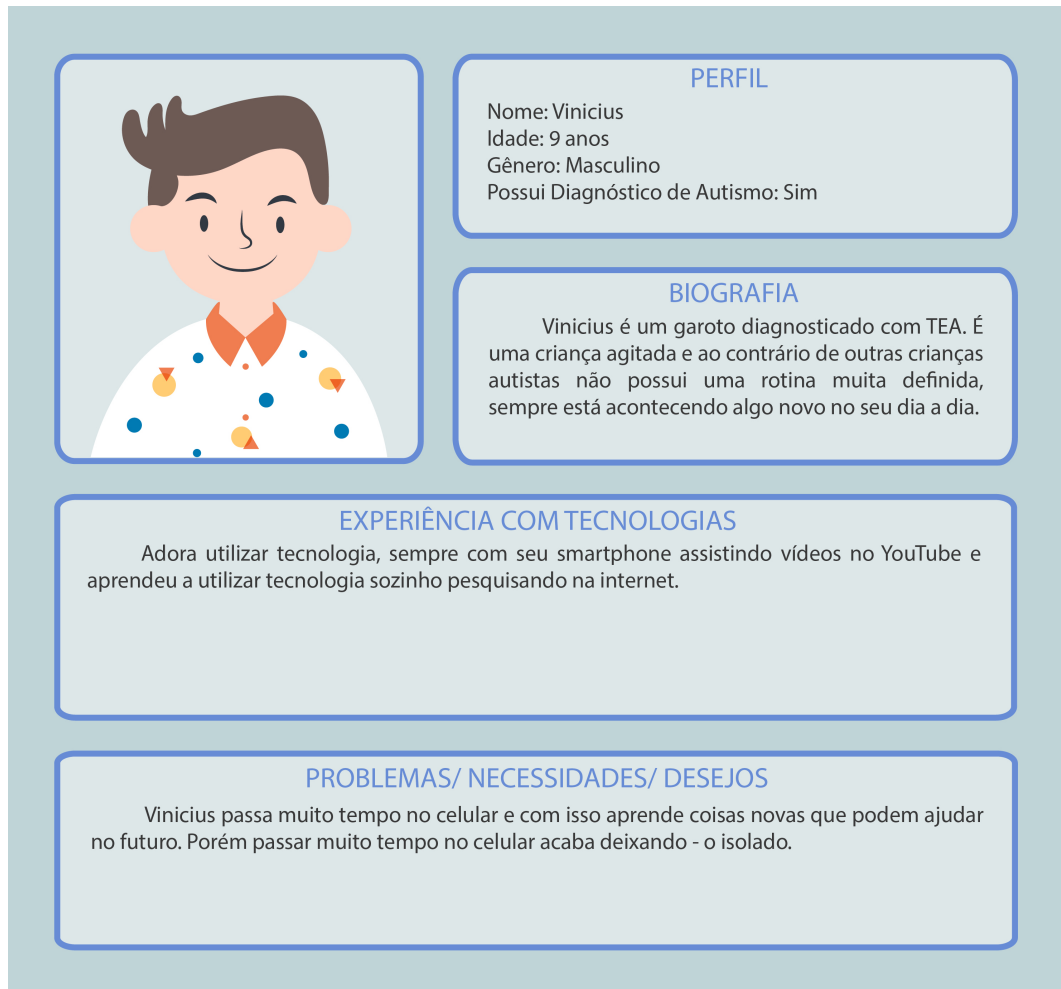 PERFIL
Nome: Vinicius
Idade: 9 anos
Gênero: Masculino
Possui Diagnóstico de Autismo: Sim
BIOGRAFIA
Vinicius é um garoto diagnosticado com TEA. É
uma criança agitada e ao contrário de outras crianças
autistas não possui uma rotina muita definida,
sempre está acontecendo algo novo no seu dia a dia.
EXPERIÊNCIA COM TECNOLOGIAS
Adora utilizar tecnologia, sempre com seu smartphone assistindo vídeos no YouTube e
aprendeu a utilizar tecnologia sozinho pesquisando na internet.
PROBLEMAS/ NECESSIDADES/ DESEJOS
Vinicius passa muito tempo no celular e com isso aprende coisas novas que podem ajudar
no futuro. Porém passar muito tempo no celular acaba deixando - o isolado.